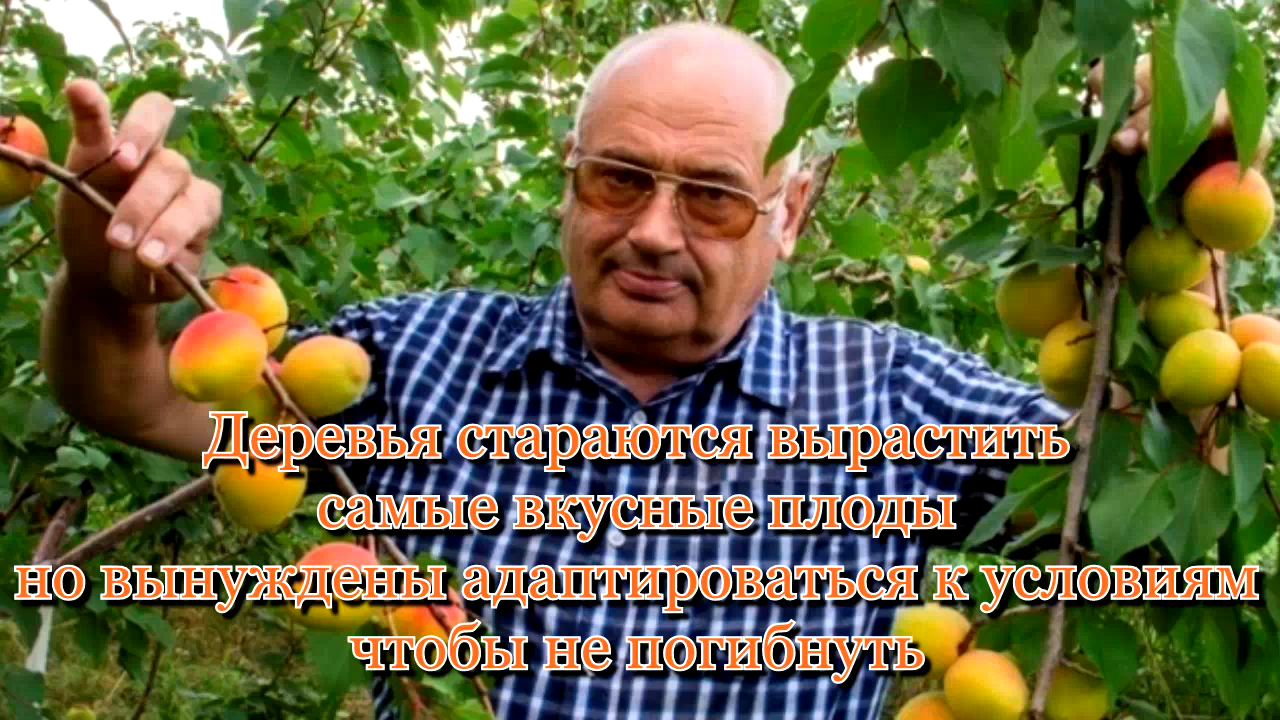 Деревья стараются вырастить
самые вкусные плоды
но вынуждены адаптироваться к условиям
чтобы не погибнуть